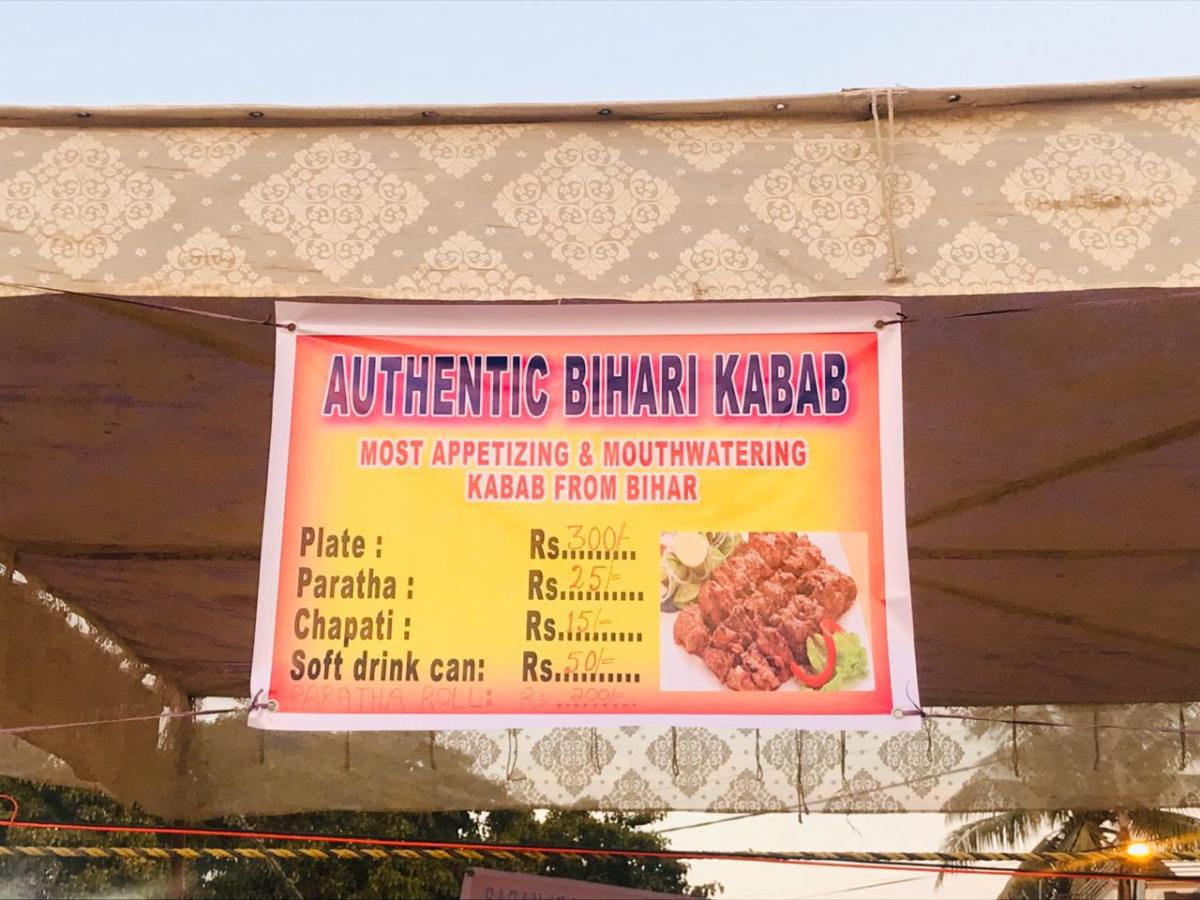 AUTHENTIC BIHARI KABAB
MOST APPETIZING & MOUTHWATERING
KABAB FROM BIHAR
Plate : Rs.300/-
Paratha : Rs.25/=
Chapati : Rs.15/-
Soft drink can: Rs.50/=
PARATHA ROLL: Rs. 200/=